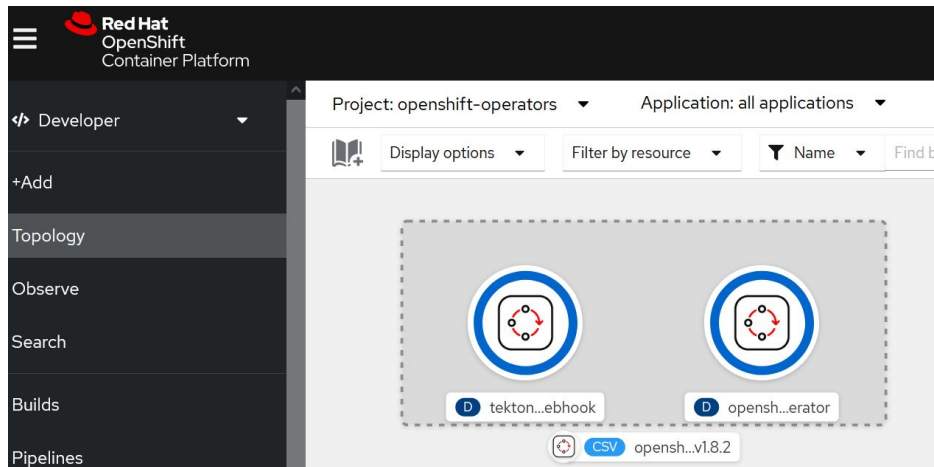 Red Hat
OpenShift
Container Platform
</> Developer
+Add
Topology
Observe
Search
Builds
Pipelines
Project: openshift-operators
Application: all applications
Display options
Filter by resource
Name
Find
D tekton...ebhook
D opensh...erator
CSV opensh...v1.8.2